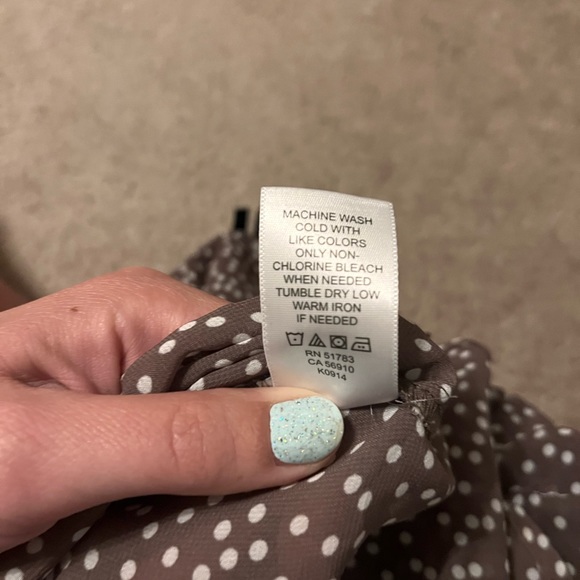 MACHINE WASH
COLD WITH
LIKE COLORS
ONLY NON-
CHLORINE BLEACH
WHEN NEEDED
TUMBLE DRY LOW
WARM IRON
IF NEEDED
RN 51783
CA 56910
K0914